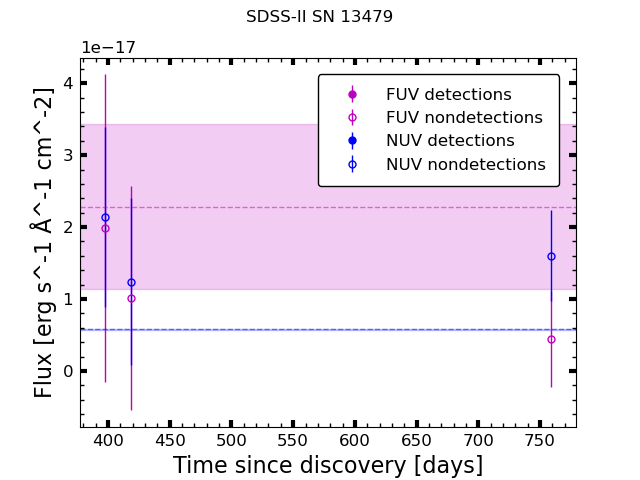 SDSS-II SN 13479
1e−17
FUV detections
FUV nondetections
NUV detections
NUV nondetections
4
3
2
1
0
Flux [erg s^-1 Å^-1 cm^-2]
400 450 500 550 600 650 700 750
Time since discovery [days]